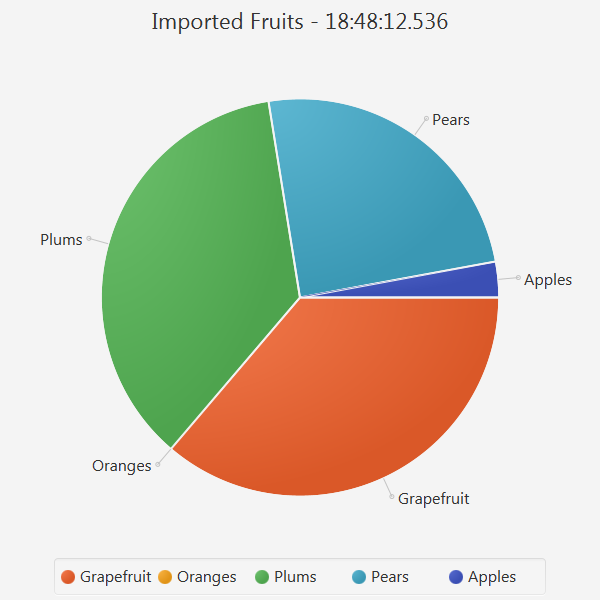 Imported Fruits - 18:48:12.536
Pears
Plums
Apples
Oranges
Grapefruit
Grapefruit Oranges Plums Pears Apples